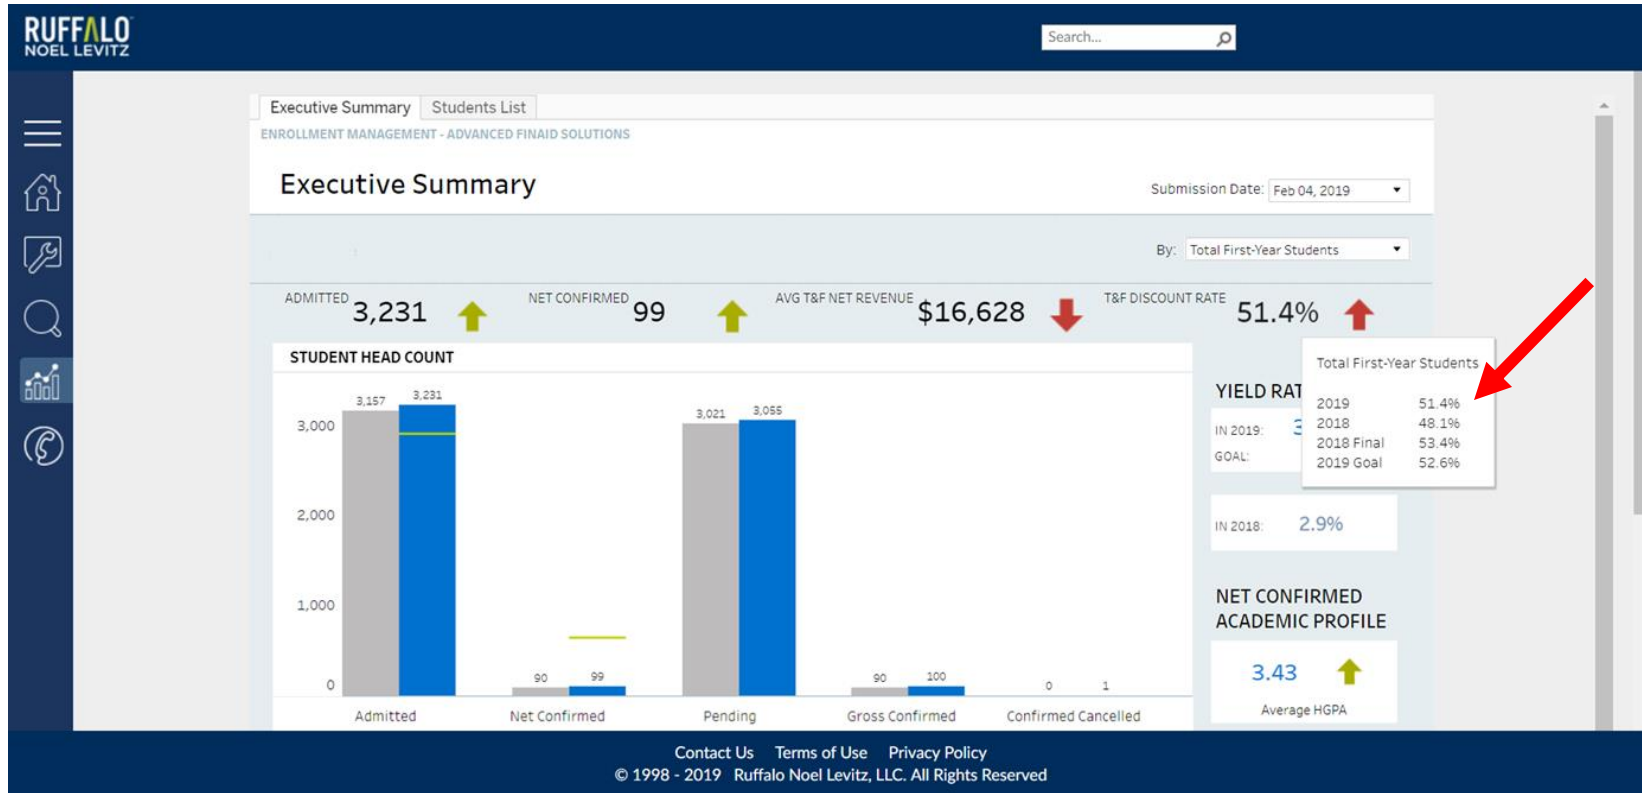 RUFFALO
NOEL LEVITZ
Search...
Executive Summary Students List
ENROLLMENT MANAGEMENT - ADVANCED FINAID SOLUTIONS
Executive Summary
Submission Date: Feb 04, 2019
By: Total First-Year Students
ADMITTED 3,231
NET CONFIRMED 99
AVG T&F NET REVENUE $16,628
T&F DISCOUNT RATE 51.4%
STUDENT HEAD COUNT
3,157 3,231
3,021 3,055
90 99
90 100
0 1
3,000
2,000
1,000
0
Admitted Net Confirmed Pending Gross Confirmed Confirmed Cancelled
Total First-Year Students
2019 51.4%
2018 48.1%
2018 Final 53.4%
2019 Goal 52.6%
YIELD RAT
IN 2019: 3
GOAL:
IN 2018: 2.9%
NET CONFIRMED
ACADEMIC PROFILE
3.43
Average HGPA
Contact Us Terms of Use Privacy Policy
© 1998 - 2019 Ruffalo Noel Levitz, LLC. All Rights Reserved